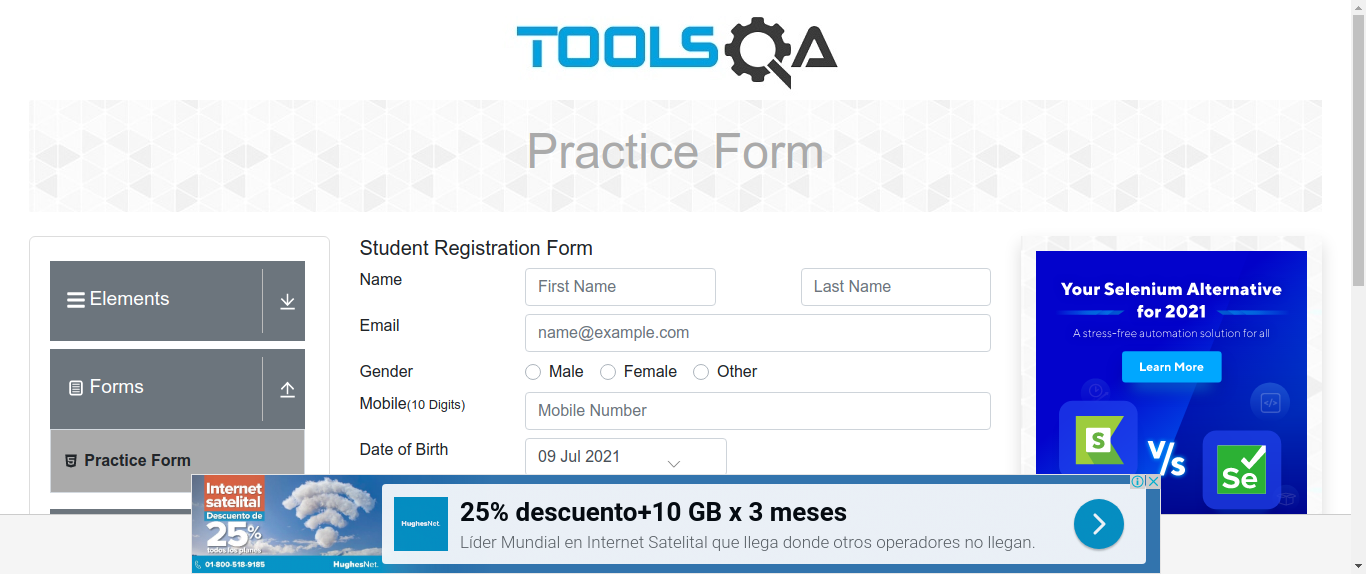 TOOLSQA
Practice Form
Elements
Forms
Practice Form
Student Registration Form
Name
First Name
Last Name
Email
name@example.com
Gender
Male
Female
Other
Mobile(10 Digits)
Mobile Number
Date of Birth
09 Jul 2021
Your Selenium Alternative
for 2021
A stress-free automation solution for all
Learn More
S
V/s
Se
Internet
satelital
Descuento de
25%
todos los planes
01-800-518-9185
HughesNet.
HughesNet.
25% descuento+10 GB x 3 meses
Líder Mundial en Internet Satelital que llega donde otros operadores no llegan.